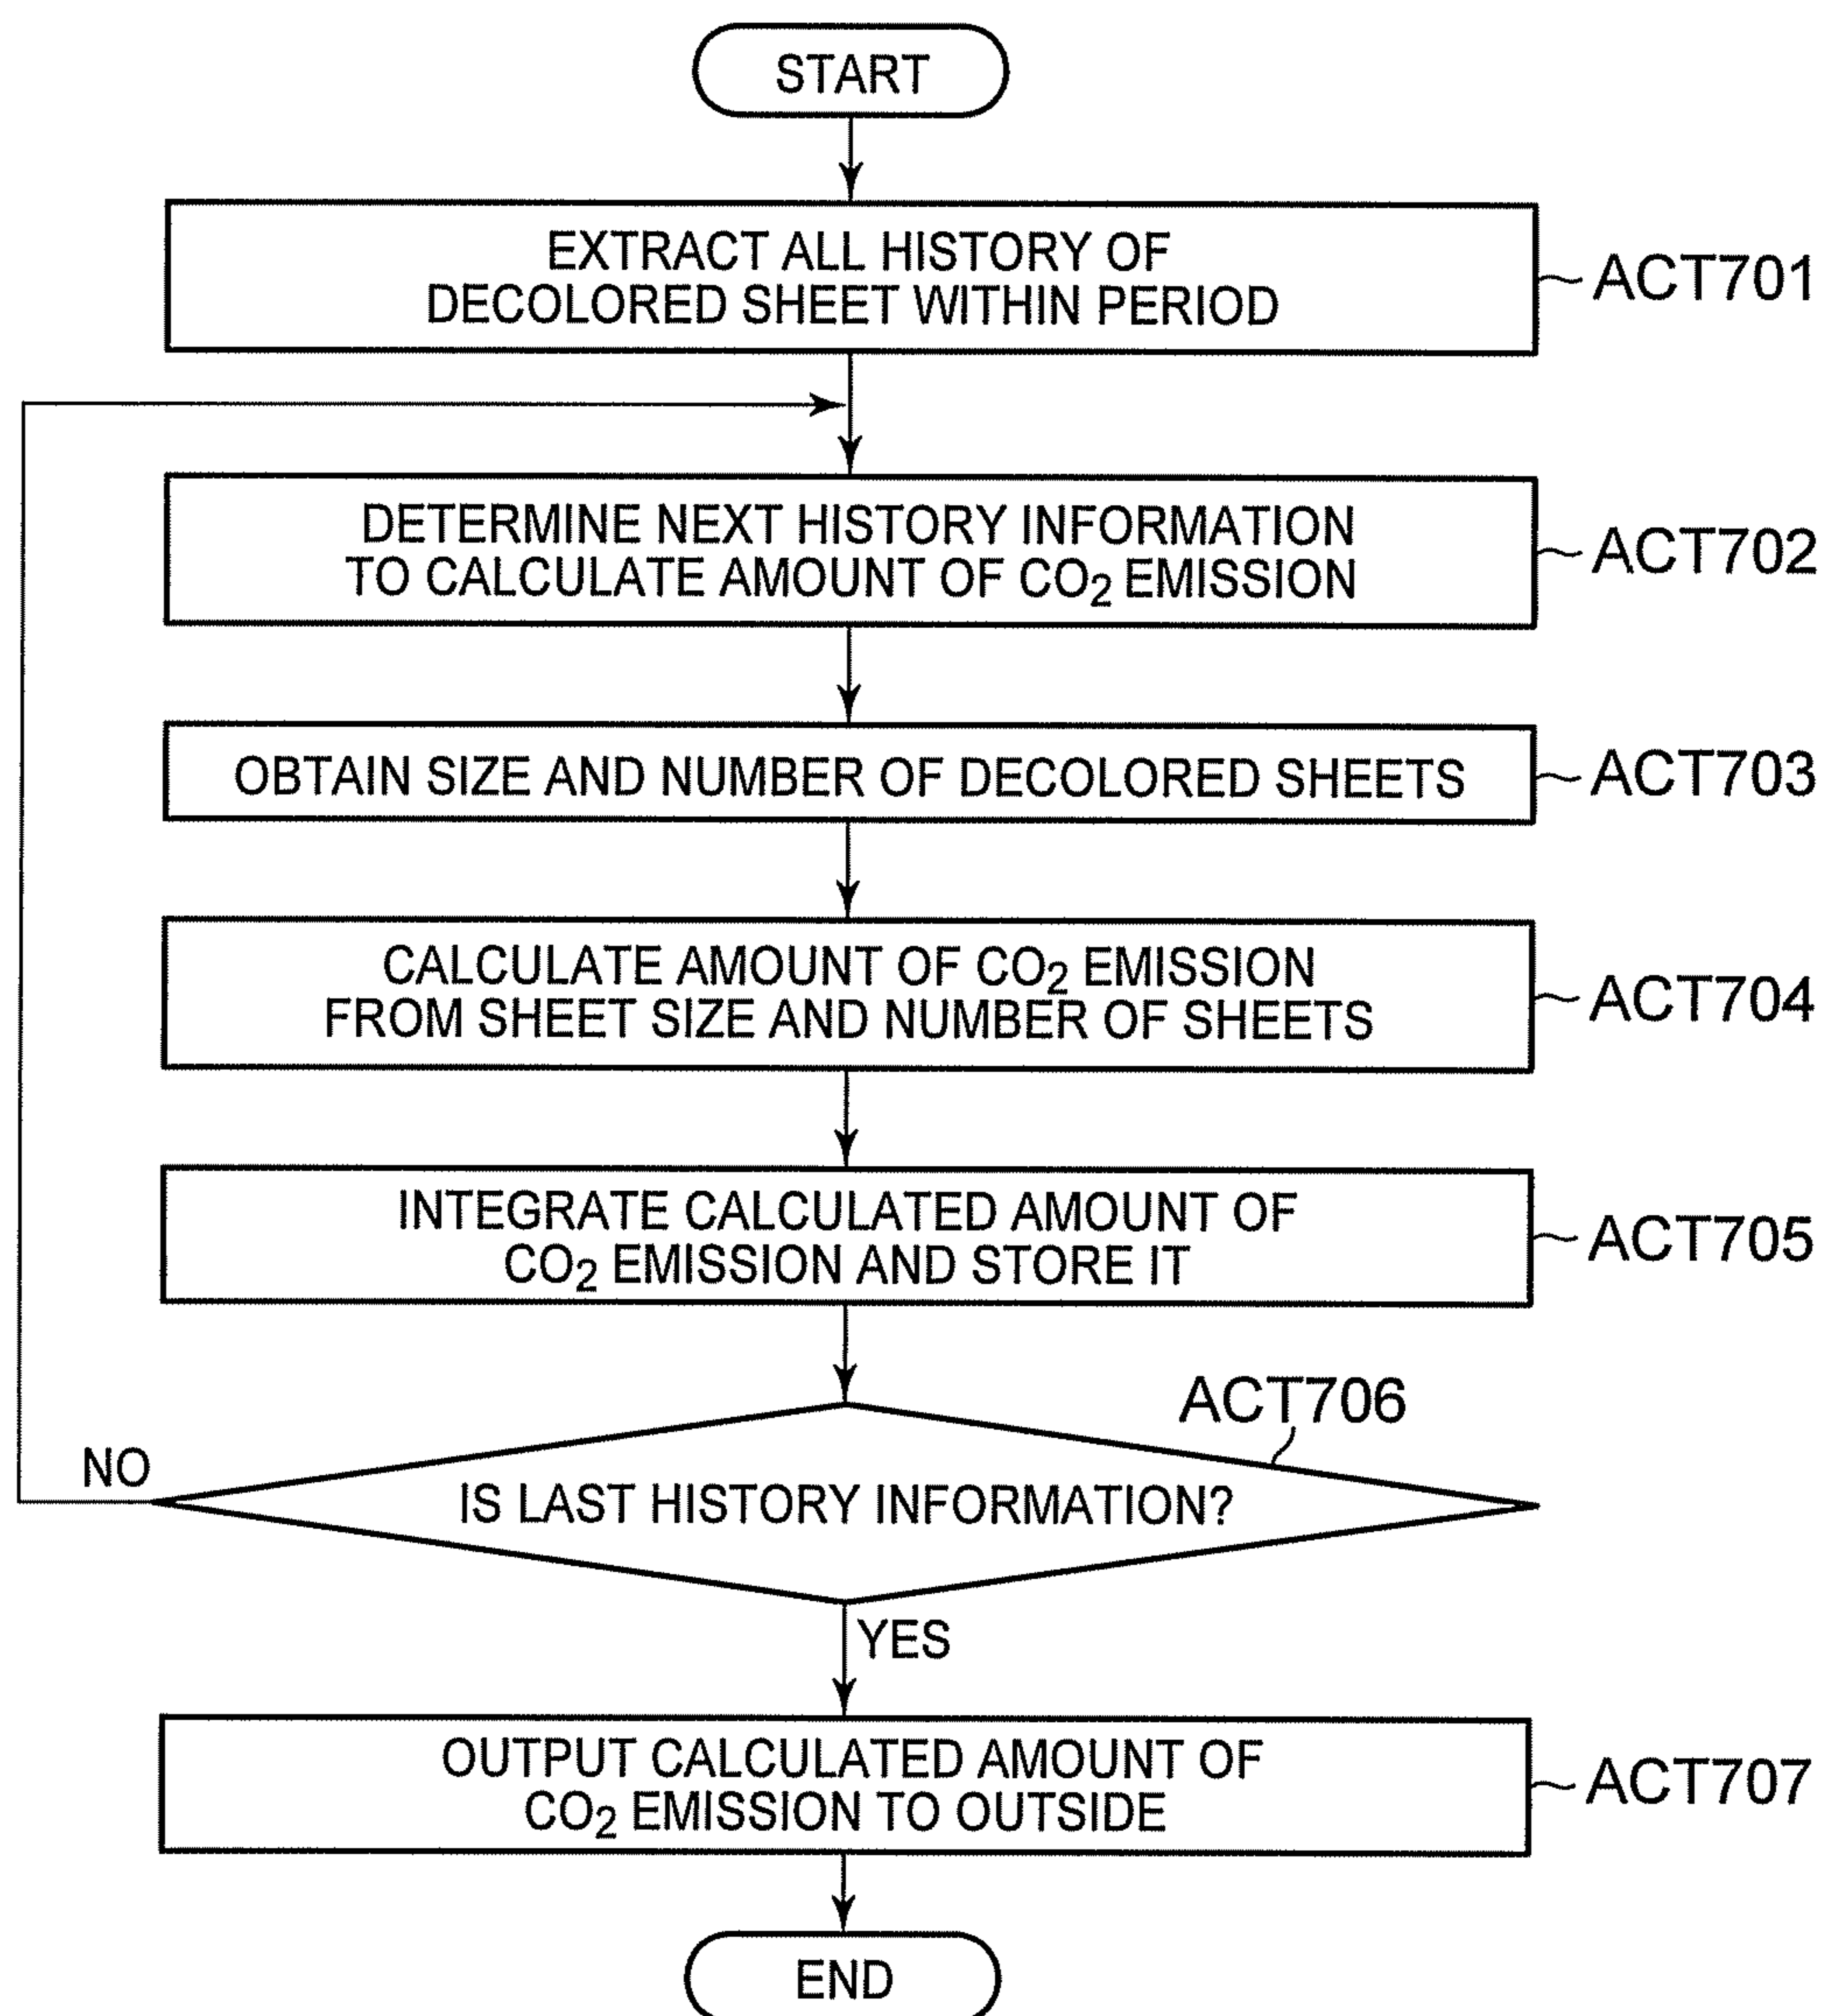 START
EXTRACT ALL HISTORY OF
DECOLORED SHEET WITHIN PERIOD
ACT701
DETERMINE NEXT HISTORY INFORMATION
TO CALCULATE AMOUNT OF CO₂ EMISSION
ACT702
OBTAIN SIZE AND NUMBER OF DECOLORED SHEETS
ACT703
CALCULATE AMOUNT OF CO₂ EMISSION
FROM SHEET SIZE AND NUMBER OF SHEETS
ACT704
INTEGRATE CALCULATED AMOUNT OF
CO₂ EMISSION AND STORE IT
ACT705
ACT706
NO
IS LAST HISTORY INFORMATION?
YES
OUTPUT CALCULATED AMOUNT OF
CO₂ EMISSION TO OUTSIDE
ACT707
END